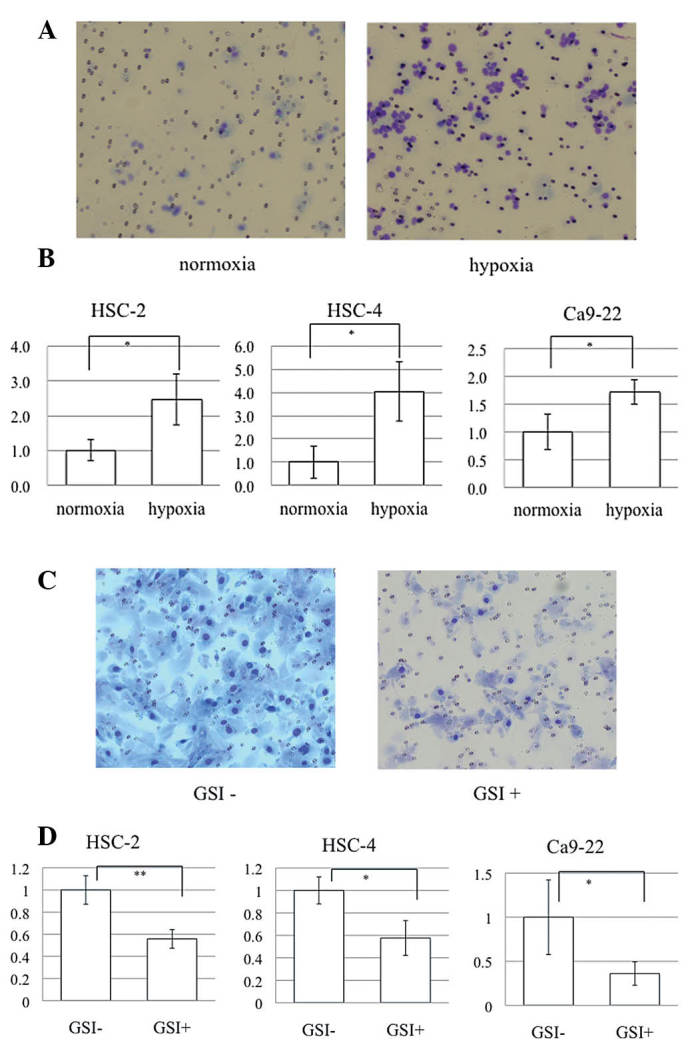 A
normoxia hypoxia
B
HSC-2 HSC-4 Ca9-22
* * *
4.0 6.0 2.5
3.0 5.0 2.0
2.0 4.0 1.5
1.0 3.0 1.0
0.0 2.0 0.5
1.0 0.0
0.0
normoxia hypoxia normoxia hypoxia normoxia hypoxia
C
GSI - GSI +
D
HSC-2 HSC-4 Ca9-22
** * *
1.2 1.2 1.5
1 1 1
0.8 0.8 0.5
0.6 0.6 0
0.4 0.4
0.2 0.2
0 0
GSI- GSI+ GSI- GSI+ GSI- GSI+